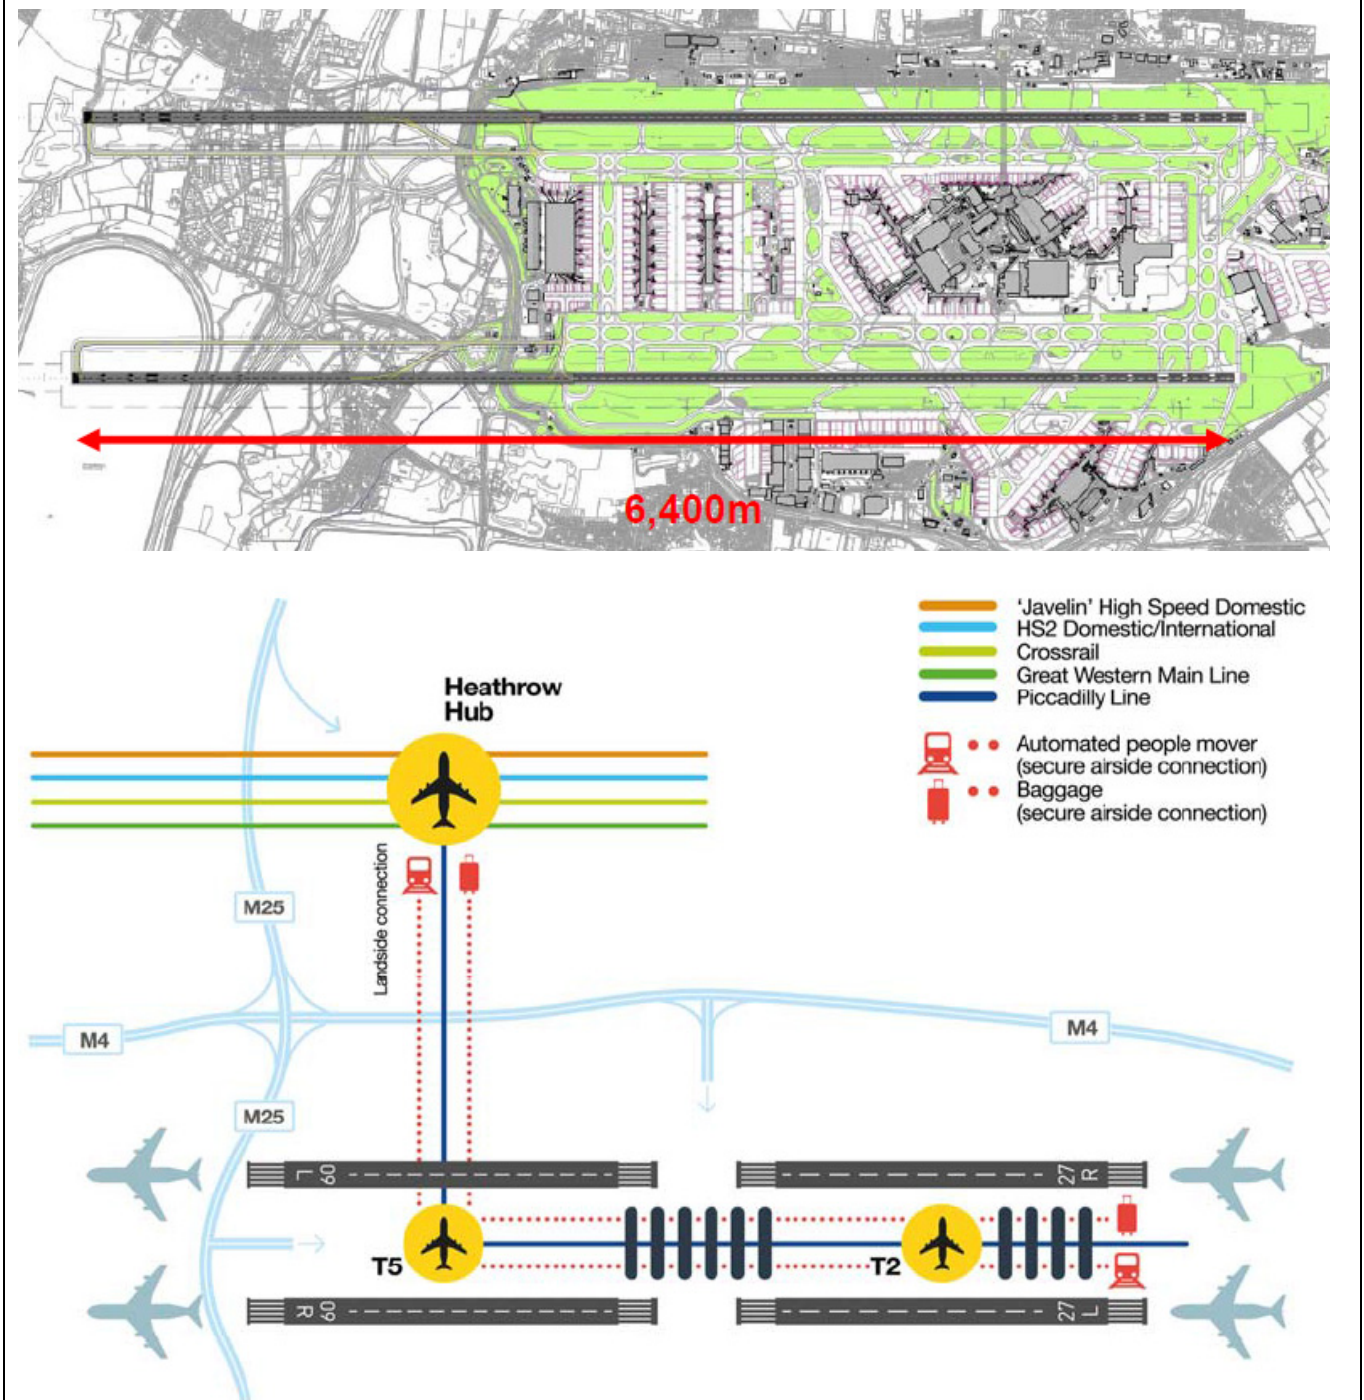 6,400m
'Javelin' High Speed Domestic
HS2 Domestic/International
Crossrail
Great Western Main Line
Piccadilly Line
Automated people mover
(secure airside connection)
Baggage
(secure airside connection)
Heathrow
Hub
Landside connection
M25
M4
M4
M25
L 09
27 R
T5
T2
R 09
27 L